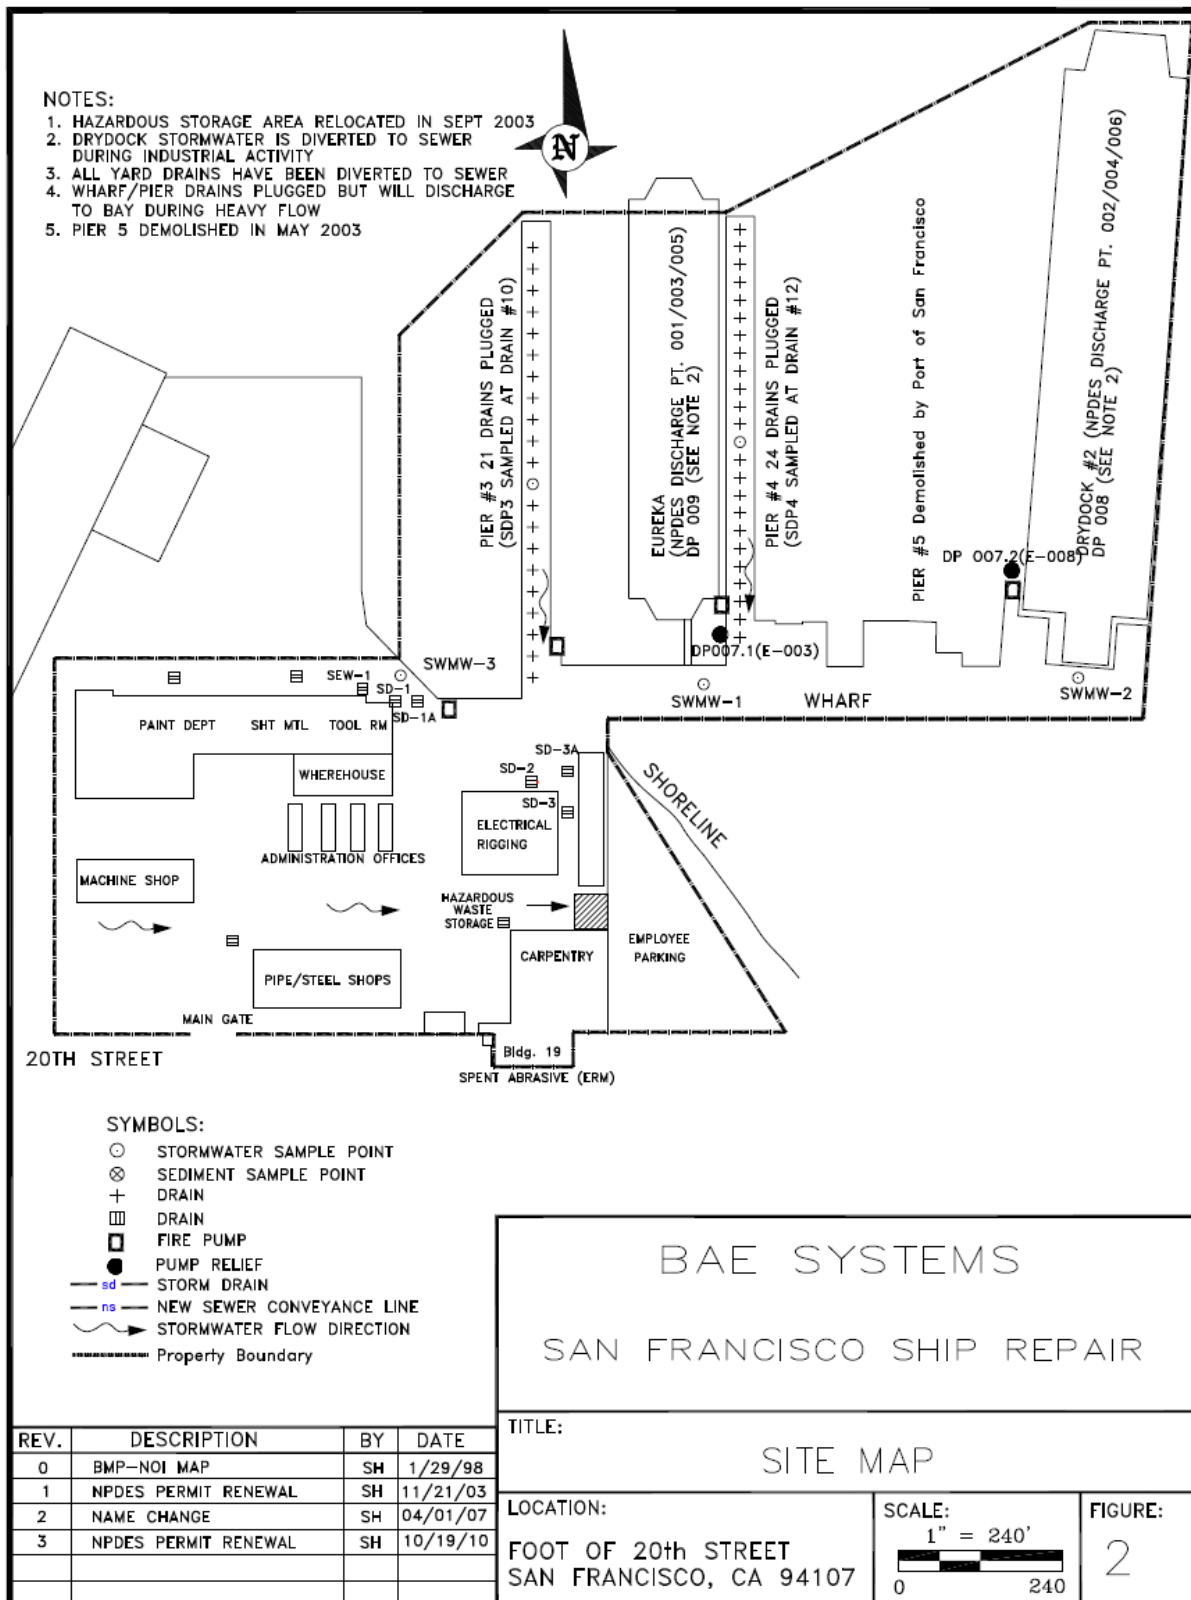 NOTES:
1. HAZARDOUS STORAGE AREA RELOCATED IN SEPT 2003
2. DRYDOCK STORMWATER IS DIVERTED TO SEWER
DURING INDUSTRIAL ACTIVITY
3. ALL YARD DRAINS HAVE BEEN DIVERTED TO SEWER
4. WHARF/PIER DRAINS PLUGGED BUT WILL DISCHARGE
TO BAY DURING HEAVY FLOW
5. PIER 5 DEMOLISHED IN MAY 2003
N
PIER #3 21 DRAINS PLUGGED
(SDP3 SAMPLED AT DRAIN #10)
EUREKA
(NPDES DISCHARGE PT. 001/003/005)
DP 009 (SEE NOTE 2)
PIER #4 24 DRAINS PLUGGED
(SDP4 SAMPLED AT DRAIN #12)
PIER #5 Demolished by Port of San Francisco
DRYDOCK #2 (NPDES DISCHARGE PT. 002/004/006)
DP 008 (SEE NOTE 2)
DP 007.2(E-008)
DP007.1(E-003)
SWMW-3
SWMW-1
WHARF
SWMW-2
SEW-1
SD-1
SD-1A
PAINT DEPT
SHT MTL
TOOL RM
WHEREHOUSE
SD-3A
SD-2
SD-3
SHORELINE
ELECTRICAL
RIGGING
ADMINISTRATION OFFICES
MACHINE SHOP
HAZARDOUS
WASTE
STORAGE
CARPENTRY
EMPLOYEE
PARKING
PIPE/STEEL SHOPS
MAIN GATE
20TH STREET
Bldg. 19
SPENT ABRASIVE (ERM)
SYMBOLS:
STORMWATER SAMPLE POINT
SEDIMENT SAMPLE POINT
DRAIN
DRAIN
FIRE PUMP
PUMP RELIEF
sd STORM DRAIN
ns NEW SEWER CONVEYANCE LINE
STORMWATER FLOW DIRECTION
Property Boundary
REV. DESCRIPTION BY DATE
0 BMP-NOI MAP SH 1/29/98
1 NPDES PERMIT RENEWAL SH 11/21/03
2 NAME CHANGE SH 04/01/07
3 NPDES PERMIT RENEWAL SH 10/19/10
BAE SYSTEMS
SAN FRANCISCO SHIP REPAIR
TITLE:
SITE MAP
LOCATION:
FOOT OF 20th STREET
SAN FRANCISCO, CA 94107
SCALE:
1" = 240'
0 240
FIGURE:
2